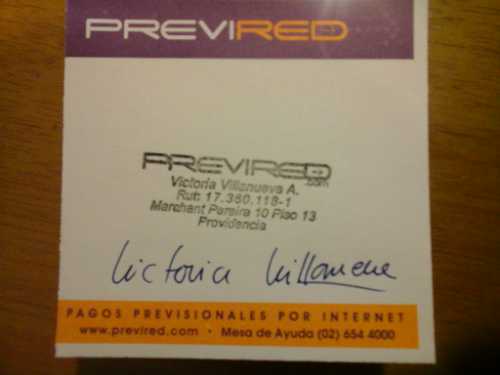 PREVIRED
PREVIRED
.com
Victoria Villanueva A.
Rut: 17.380.118-1
Marchant Pereira 10 Piso 13
Providencia
Victoria Villanueva
PAGOS PREVISIONALES POR INTERNET
www.previred.com • Mesa de Ayuda (02) 654 4000